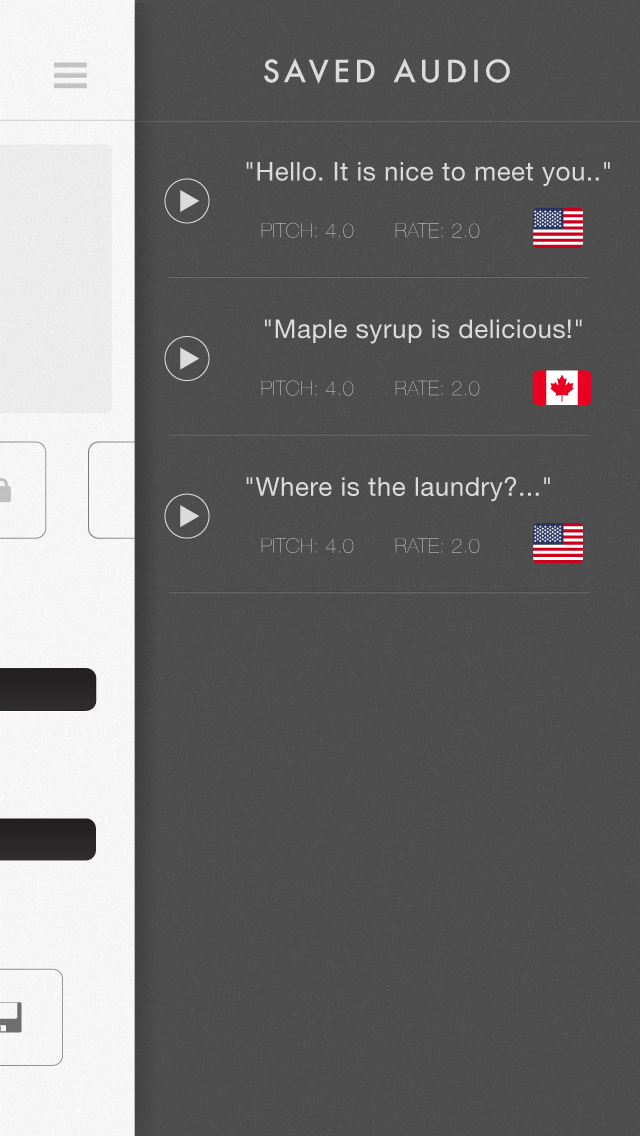 SAVED AUDIO
"Hello. It is nice to meet you.."
PITCH: 4.0 RATE: 2.0
"Maple syrup is delicious!"
PITCH: 4.0 RATE: 2.0
"Where is the laundry?..."
PITCH: 4.0 RATE: 2.0